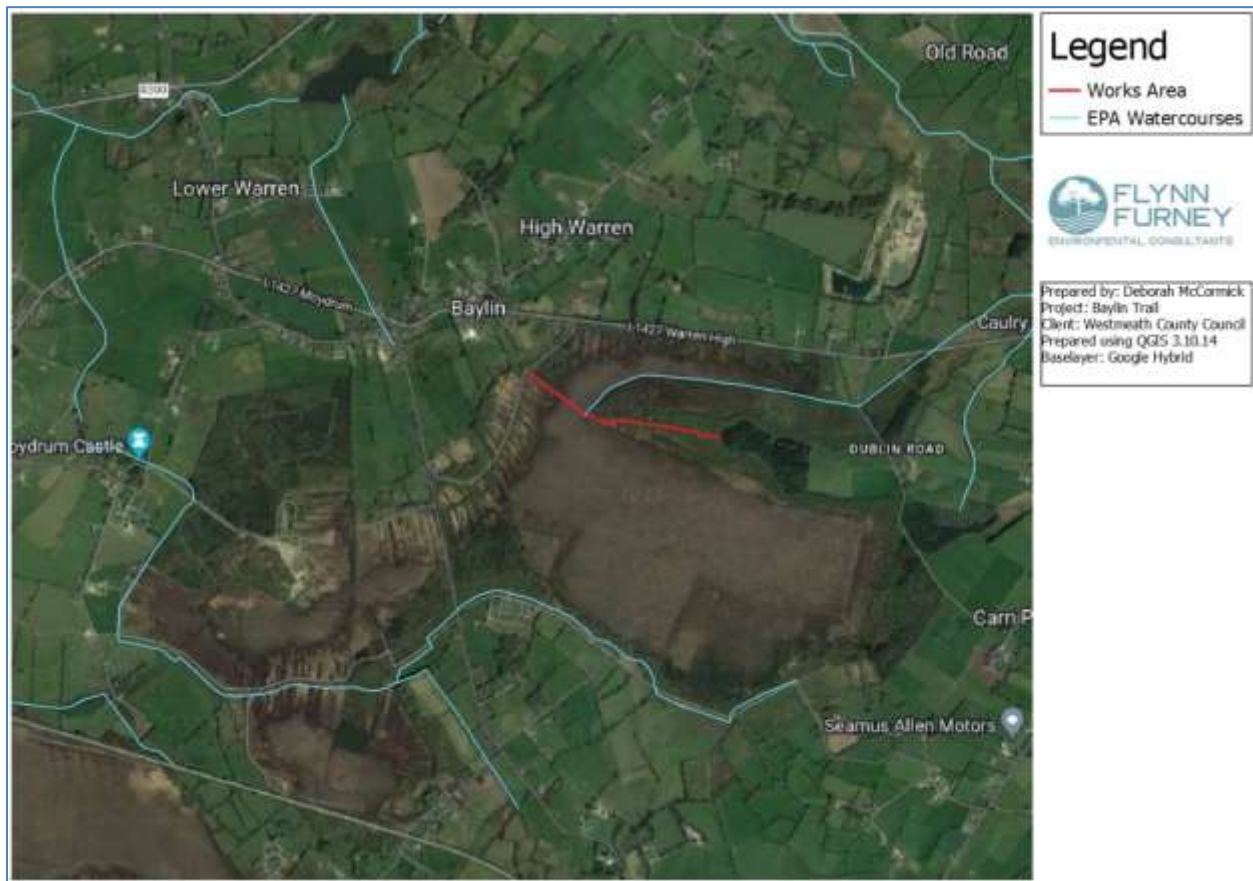 Old Road
Lower Warren
High Warren
L1427 Moydrum
Baylin
L1427 Warren High
Caulry
oydrum Castle
DUBLIN ROAD
Carn P
Seamus Allen Motors
Legend
Works Area
EPA Watercourses
FLYNN
FURNEY
ENVIRONMENTAL CONSULTANTS
Prepared by: Deborah McCormick
Project: Baylin Trail
Client: Westmeath County Council
Prepared using QGIS 3.10.14
Baselayer: Google Hybrid